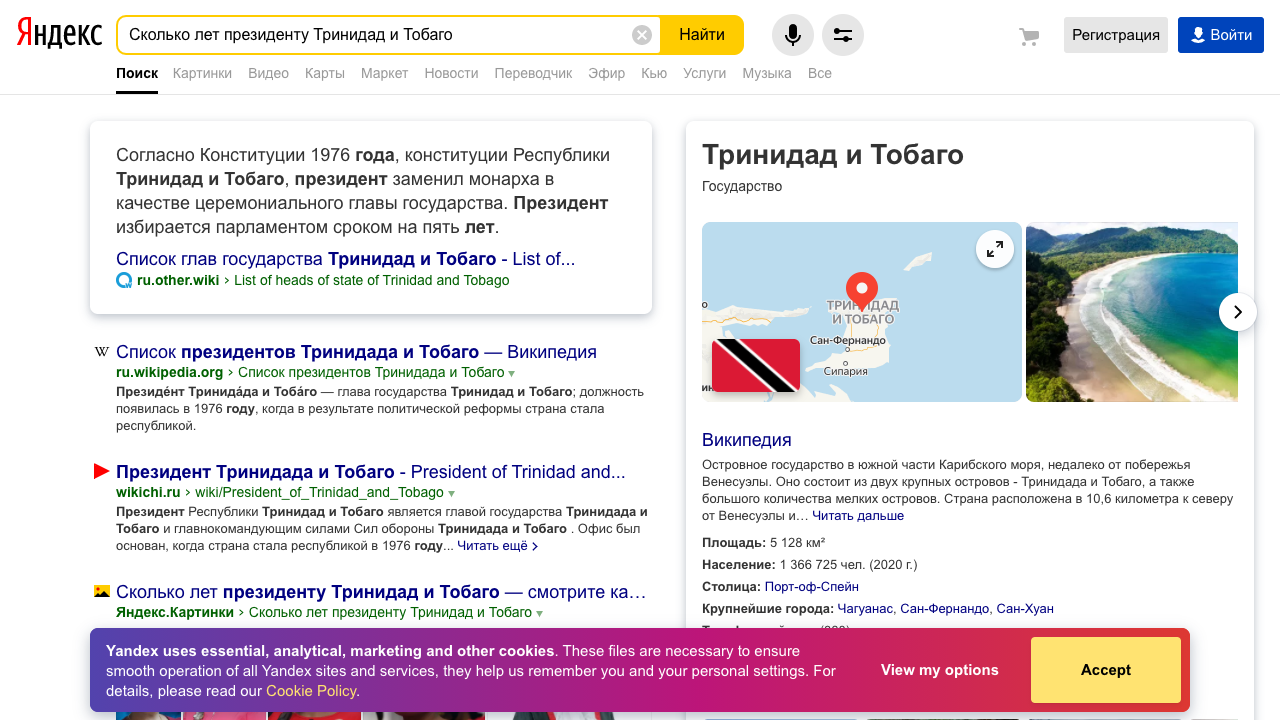 Яндекс
Сколько лет президенту Тринидад и Тобаго
Найти
Регистрация
Войти
Поиск Картинки Видео Карты Маркет Новости Переводчик Эфир Кью Услуги Музыка Все
Согласно Конституции 1976 года, конституции Республики
Тринидад и Тобаго, президент заменил монарха в
качестве церемониального главы государства. Президент
избирается парламентом сроком на пять лет.
Список глав государства Тринидад и Тобаго - List of...
ru.other.wiki › List of heads of state of Trinidad and Tobago
W Список президентов Тринидада и Тобаго — Википедия
ru.wikipedia.org › Список президентов Тринидада и Тобаго
Президе́нт Тринида́да и Тоба́го — глава государства Тринидад и Тобаго; должность
появилась в 1976 году, когда в результате политической реформы страна стала
республикой.
Президент Тринидада и Тобаго - President of Trinidad and...
wikichi.ru › wiki/President_of_Trinidad_and_Tobago
Президент Республики Тринидад и Тобаго является главой государства Тринидада и
Тобаго и главнокомандующим силами Сил обороны Тринидада и Тобаго . Офис был
основан, когда страна стала республикой в 1976 году... Читать ещё ›
Сколько лет президенту Тринидад и Тобаго — смотрите ка…
Яндекс.Картинки › Сколько лет президенту Тринидад и Тобаго
Тринидад и Тобаго
Государство
ТРИНИДАД
И ТОБАГО
Сан-Фернандо
Сипария
Википедия
Островное государство в южной части Карибского моря, недалеко от побережья
Венесуэлы. Оно состоит из двух крупных островов - Тринидада и Тобаго, а также
большого количества мелких островов. Страна расположена в 10,6 километра к северу
от Венесуэлы и… Читать дальше
Площадь: 5 128 км²
Население: 1 366 725 чел. (2020 г.)
Столица: Порт-оф-Спейн
Крупнейшие города: Чагуанас, Сан-Фернандо, Сан-Хуан
Yandex uses essential, analytical, marketing and other cookies. These files are necessary to ensure
smooth operation of all Yandex sites and services, they help us remember you and your personal settings. For
details, please read our Cookie Policy.
View my options
Accept